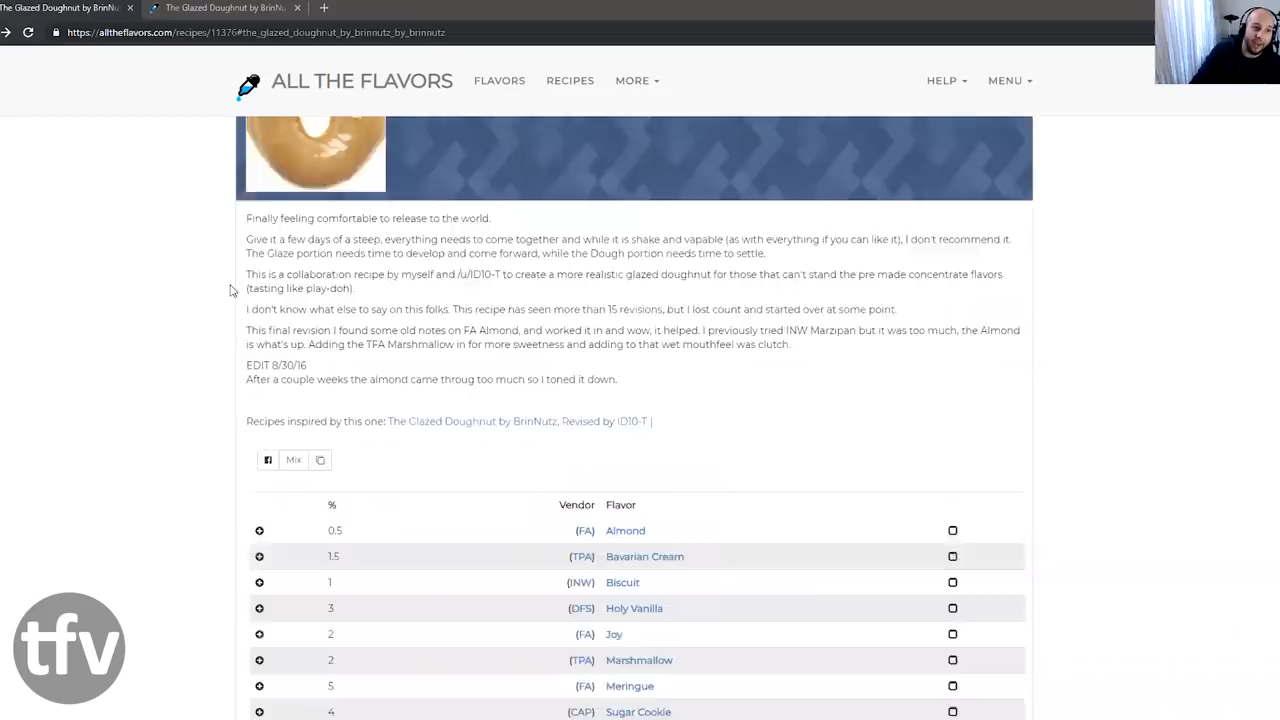 The Glazed Doughnut by BrinNu
The Glazed Doughnut by BrinNu
https://alltheflavors.com/recipes/11376#the_glazed_doughnut_by_brinnutz_by_brinnutz
ALL THE FLAVORS FLAVORS RECIPES MORE HELP MENU
Finally feeling comfortable to release to the world.
Give it a few days of a steep, everything needs to come together and while it is shake and vapable (as with everything if you can like it), I don't recommend it.
The Glaze portion needs time to develop and come forward, while the Dough portion needs time to settle.
This is a collaboration recipe by myself and /u/ID10-T to create a more realistic glazed doughnut for those that can't stand the pre made concentrate flavors
(tasting like play-doh).
I don't know what else to say on this folks. This recipe has seen more than 15 revisions, but I lost count and started over at some point.
This final revision I found some old notes on FA Almond, and worked it in and wow, it helped. I previously tried INW Marzipan but it was too much, the Almond
is what's up. Adding the TFA Marshmallow in for more sweetness and adding to that wet mouthfeel was clutch.
EDIT 8/30/16
After a couple weeks the almond came throug too much so I toned it down.
Recipes inspired by this one: The Glazed Doughnut by BrinNutz, Revised by ID10-T |
Mix
% Vendor Flavor
0.5 (FA) Almond
1.5 (TPA) Bavarian Cream
1 (INW) Biscuit
3 (DFS) Holy Vanilla
2 (FA) Joy
2 (TPA) Marshmallow
5 (FA) Meringue
4 (CAP) Sugar Cookie
tfv